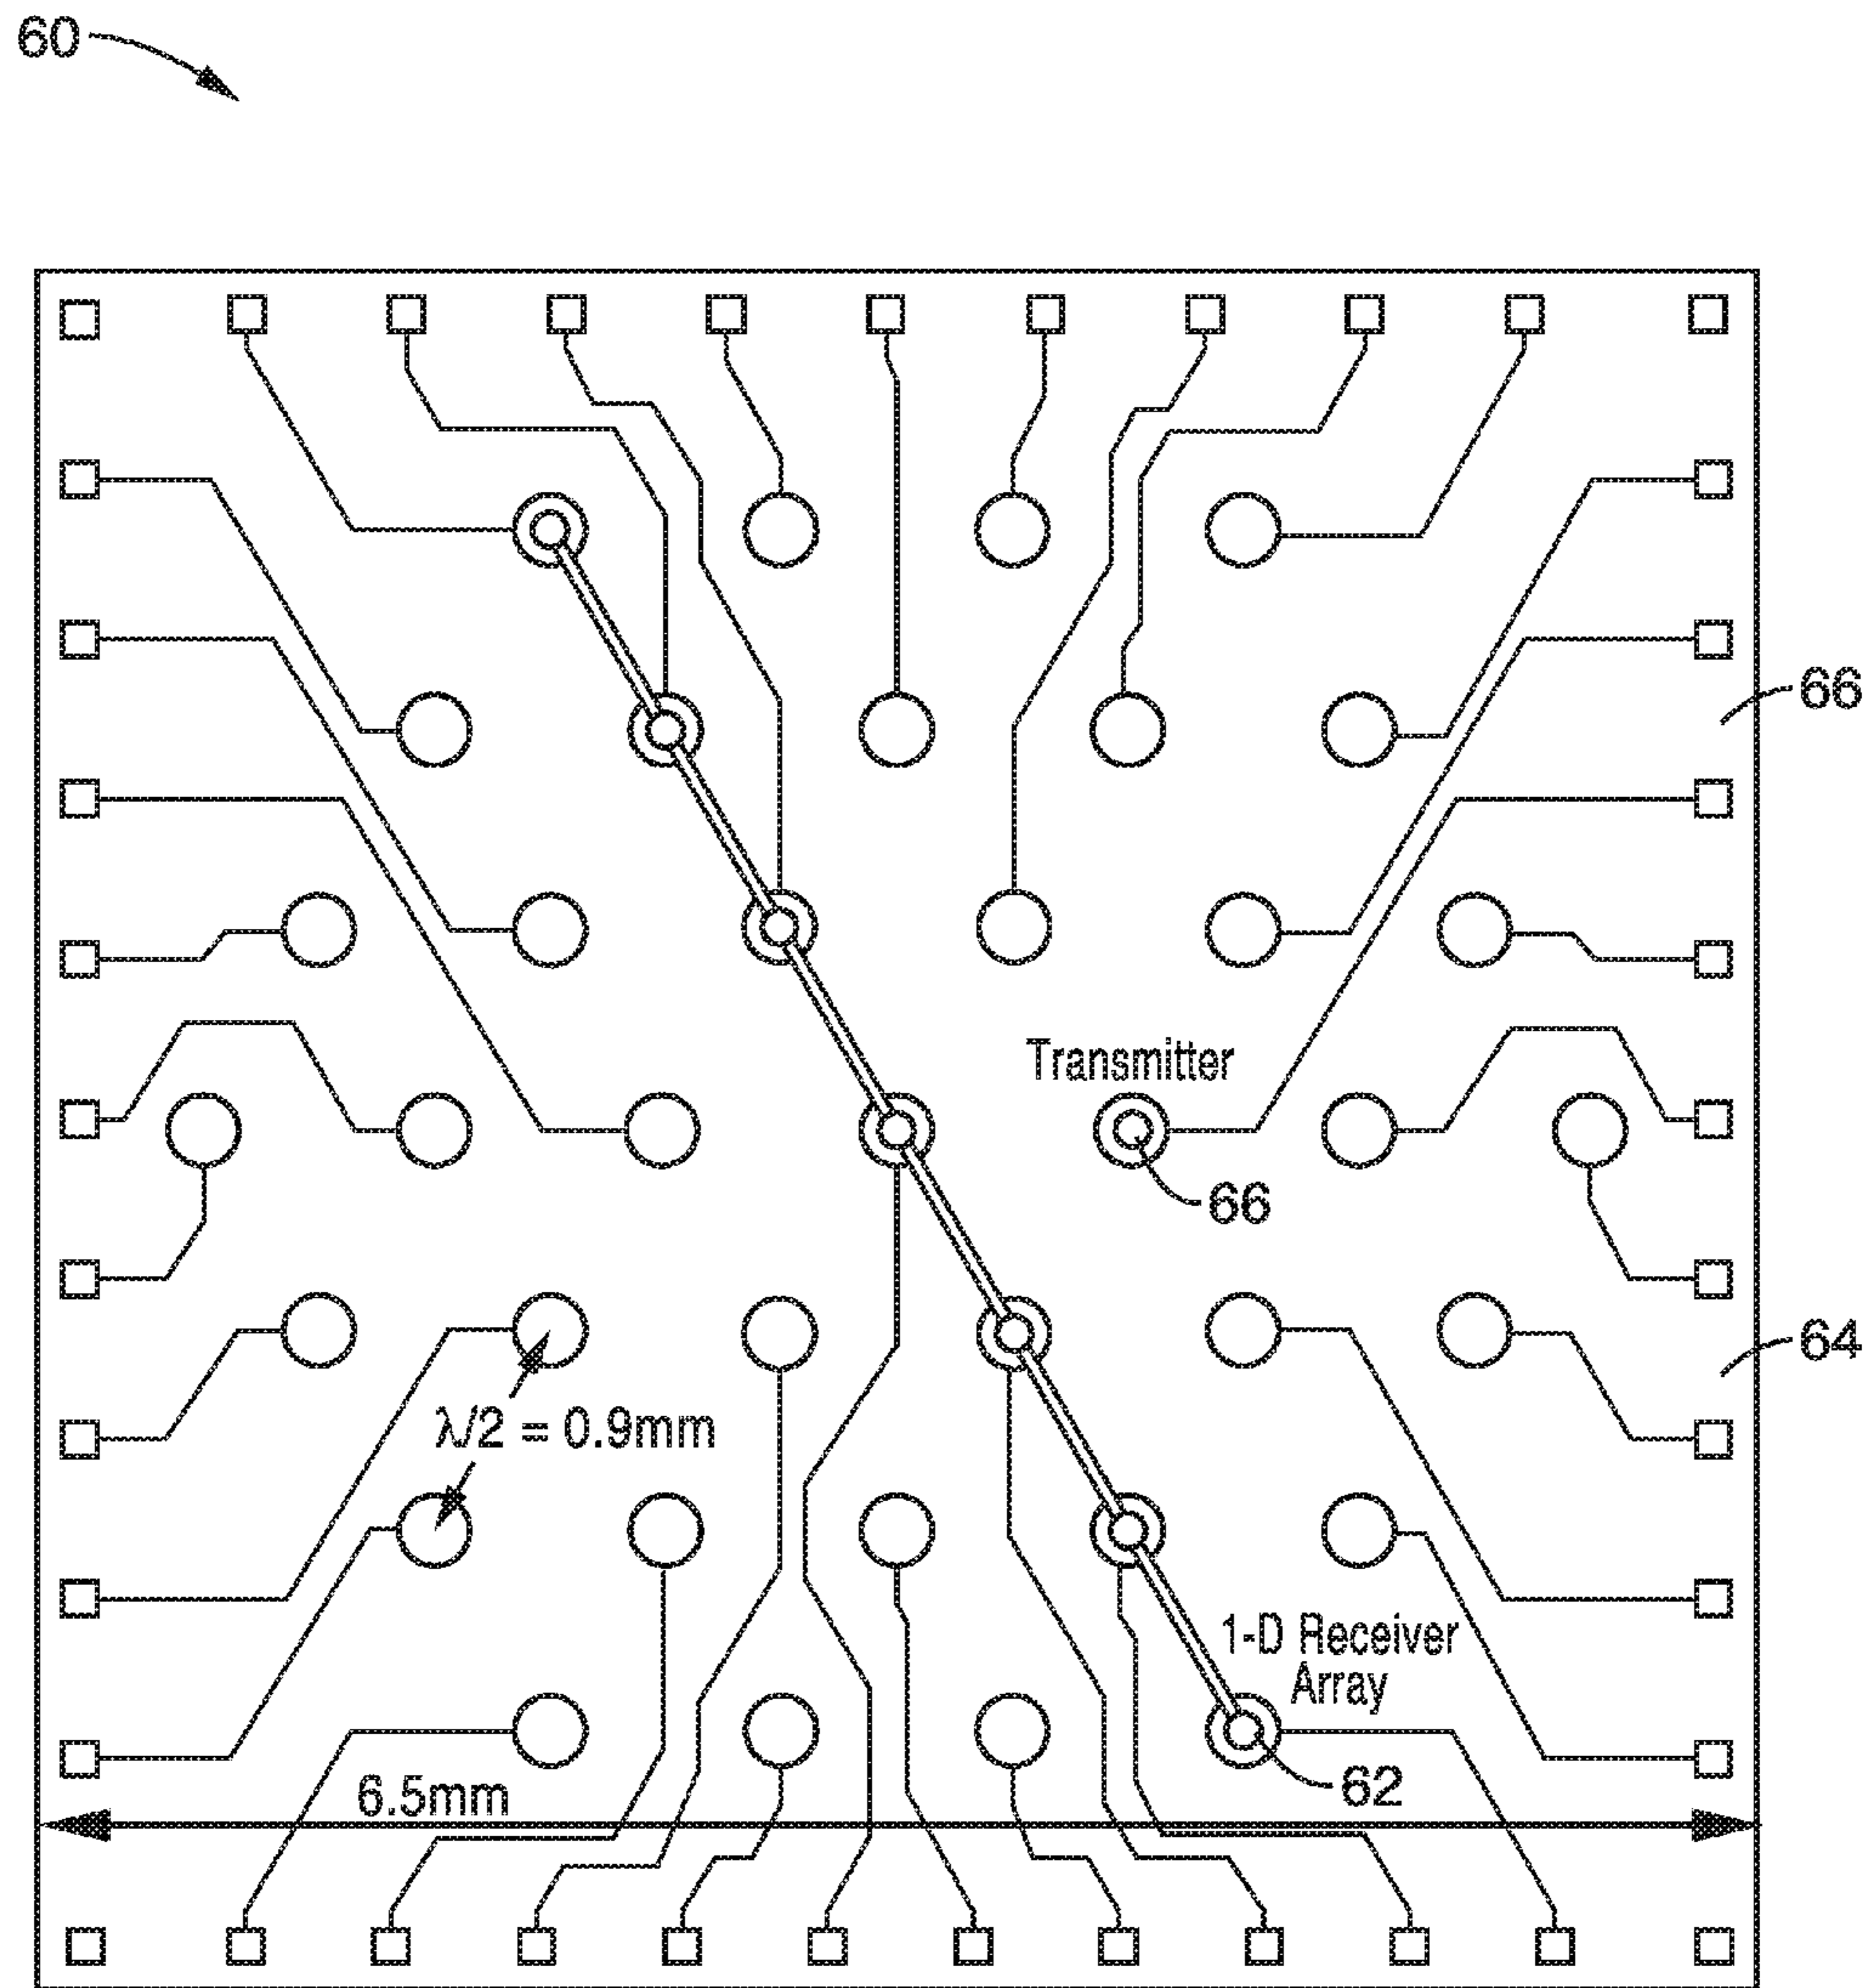 60
66
Transmitter
66
64
λ/2 = 0.9mm
1-D Receiver
Array
62
6.5mm